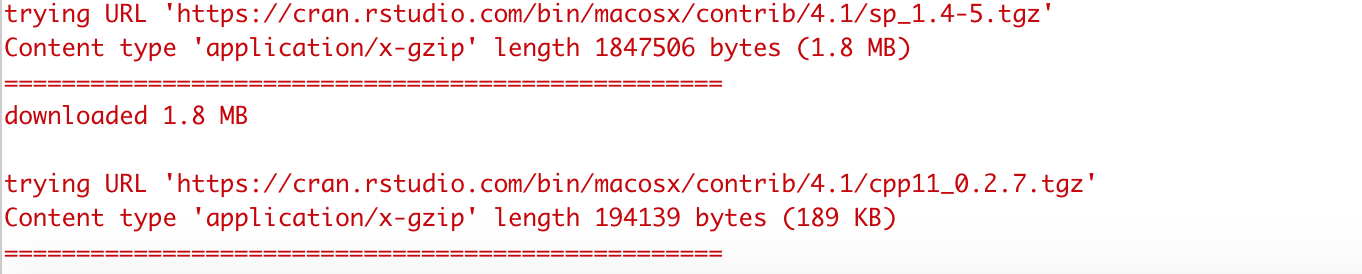 trying URL 'https://cran.rstudio.com/bin/macosx/contrib/4.1/sp_1.4-5.tgz'
Content type 'application/x-gzip' length 1847506 bytes (1.8 MB)
==================================================
downloaded 1.8 MB

trying URL 'https://cran.rstudio.com/bin/macosx/contrib/4.1/cpp11_0.2.7.tgz'
Content type 'application/x-gzip' length 194139 bytes (189 KB)
==================================================